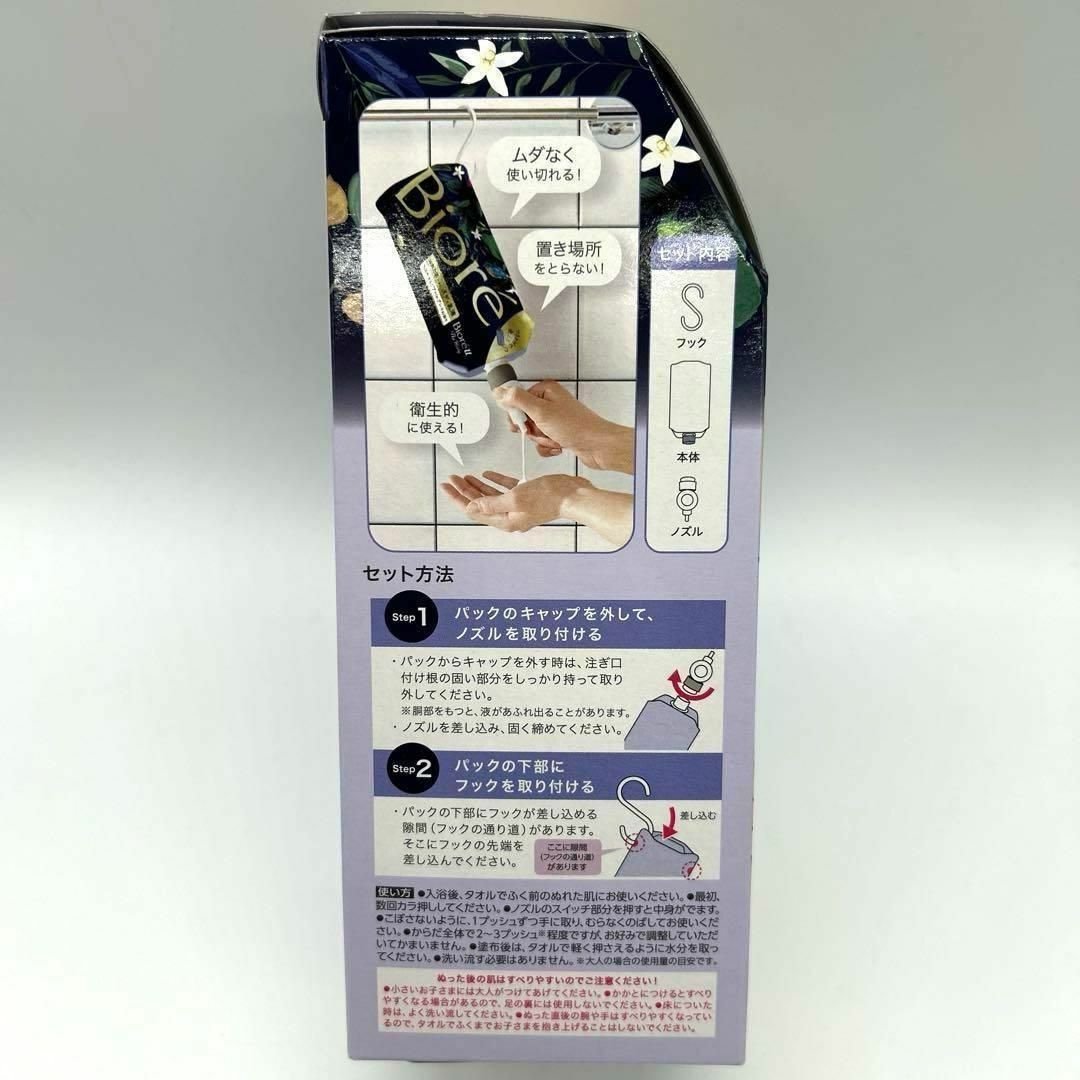 ムダなく
使い切れる!
Bioré
置き場所
をとらない!
Bioré u
The Body
衛生的
に使える!
セット内容
フック
本体
ノズル
セット方法
Step 1
パックのキャップを外して、
ノズルを取り付ける
・パックからキャップを外す時は、注ぎ口
付け根の固い部分をしっかり持って取り
外してください。
※胴部をもつと、液があふれ出ることがあります。
・ノズルを差し込み、固く締めてください。
Step 2
パックの下部に
フックを取り付ける
・パックの下部にフックが差し込める
隙間(フックの通り道)があります。
そこにフックの先端を
差し込んでください。
差し込む
ここに隙間
(フックの通り道)
があります
使い方 ●入浴後、タオルでふく前のぬれた肌にお使いください。●最初、
数回カラ押ししてください。●ノズルのスイッチ部分を押すと中身がでます。
●こぼさないように、1プッシュずつ手に取り、むらなくのばしてお使いくだ
さい。●からだ全体で2〜3プッシュ※程度ですが、お好みで調整していただ
いてかまいません。●塗布後は、タオルで軽く押さえるように水分を取っ
てください。●洗い流す必要はありません。※大人の場合の使用量の目安です。
ぬった後の肌はすべりやすいのでご注意ください!
●小さいお子さまには大人がつけてあげてください。●かかとにつけるとすべり
やすくなる場合があるので、足の裏には使用しないでください。●床についた
時は、よく洗い流してください。●ぬった直後の腕や手はすべりやすくなってい
るので、タオルでふくまでお子さまを抱き上げることはしないでください。